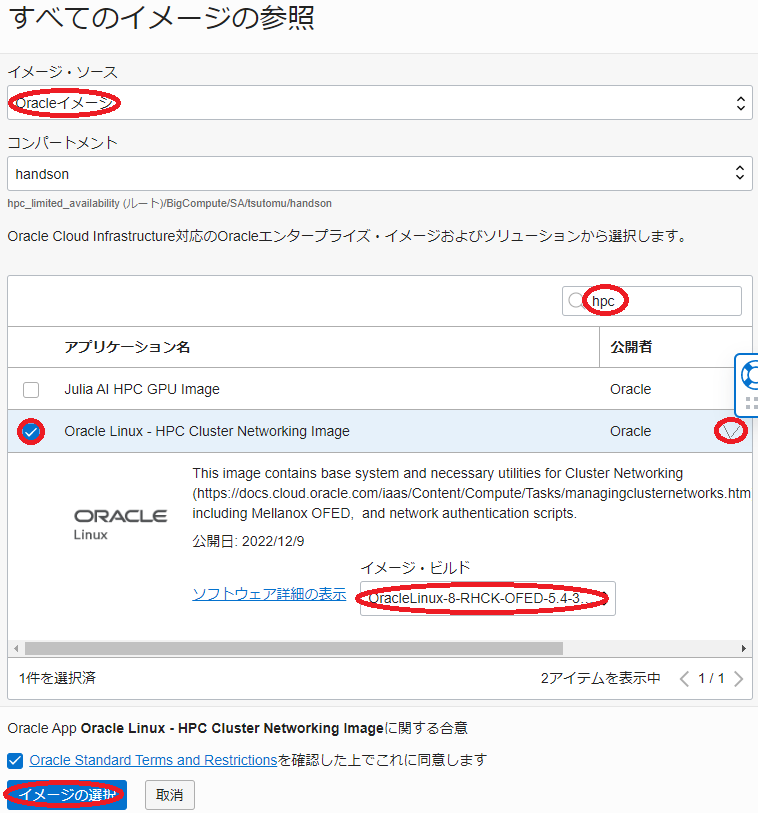 すべてのイメージの参照
イメージ・ソース
Oracleイメージ
コンパートメント
handson
hpc_limited_availability (ルート)/BigCompute/SA/tsutomu/handson
Oracle Cloud Infrastructure対応のOracleエンタープライズ・イメージおよびソリューションから選択します。
hpc
アプリケーション名 公開者
Julia AI HPC GPU Image Oracle
Oracle Linux - HPC Cluster Networking Image Oracle
This image contains base system and necessary utilities for Cluster Networking
(https://docs.cloud.oracle.com/iaas/Content/Compute/Tasks/managingclusternetworks.htm
including Mellanox OFED, and network authentication scripts.
ORACLE
Linux
公開日: 2022/12/9
イメージ・ビルド
ソフトウェア詳細の表示 OracleLinux-8-RHCK-OFED-5.4-3...
1件を選択済 2アイテムを表示中 1 / 1
Oracle App Oracle Linux - HPC Cluster Networking Imageに関する合意
Oracle Standard Terms and Restrictionsを確認した上でこれに同意します
イメージの選択 取消